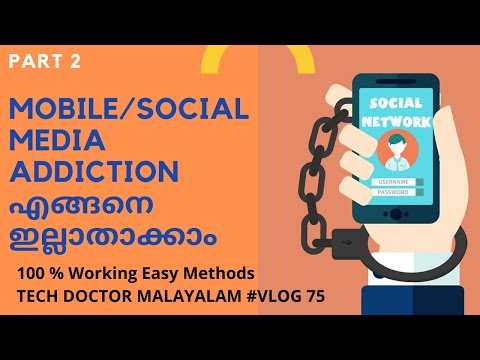 PART 2
MOBILE/SOCIAL
MEDIA
ADDICTION
എങ്ങനെ
ഇല്ലാതാക്കാം
100 % Working Easy Methods
TECH DOCTOR MALAYALAM #VLOG 75
SOCIAL
NETWORK
USERNAME
PASSWORD